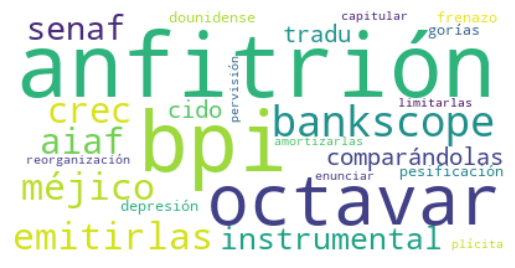 dounidense capitular frenazo
senaf tradu gorías
anfitrión
pervisión
crec cido bankscope limitarlas
aiaf bpi amortizarlas
reorganización comparándolas
méjico enunciar pesificación
depresión octavar
emitirlas instrumental plícita